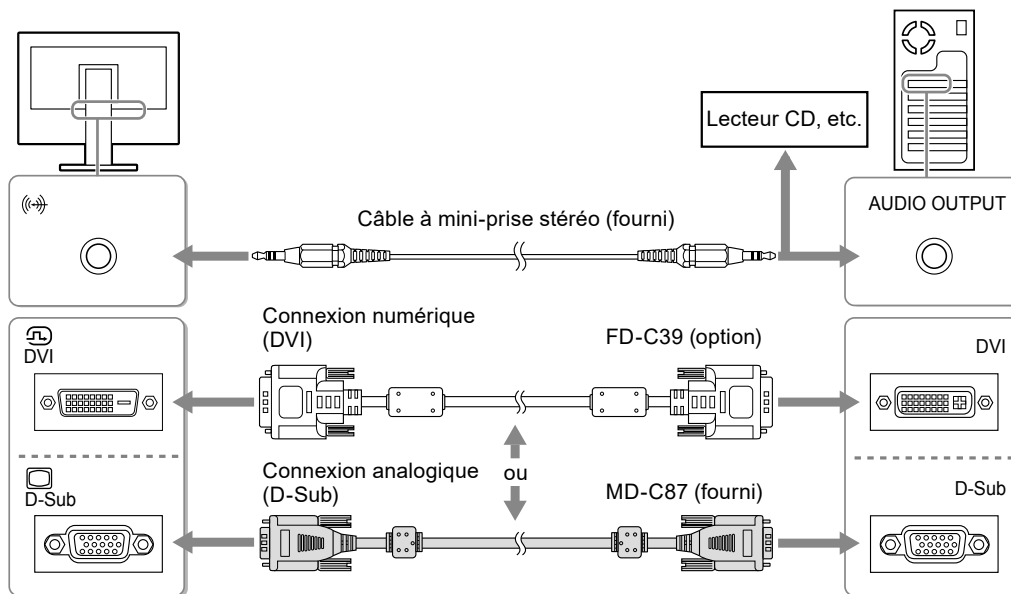 Lecteur CD, etc.
AUDIO OUTPUT
Câble à mini-prise stéréo (fourni)
Connexion numérique
(DVI)
FD-C39 (option)
DVI
DVI
Connexion analogique
(D-Sub)
ou
MD-C87 (fourni)
D-Sub
D-Sub